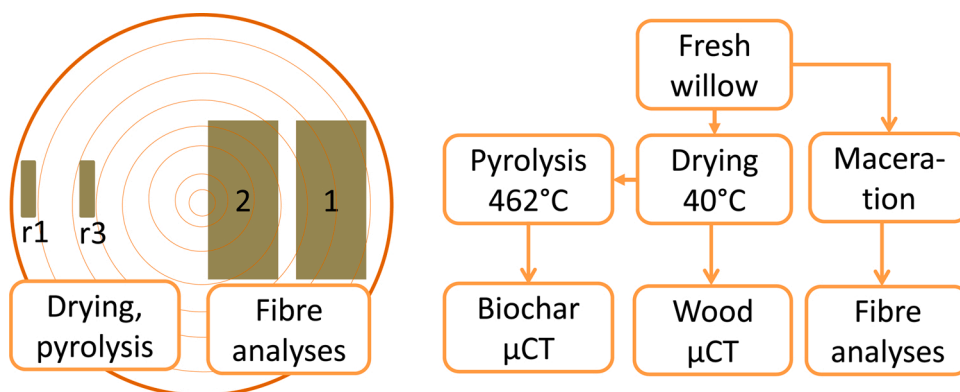 r1
r3
2
1
Drying,
pyrolysis
Fibre
analyses
Fresh
willow
Pyrolysis
462°C
Drying
40°C
Macera-
tion
Biochar
µCT
Wood
µCT
Fibre
analyses